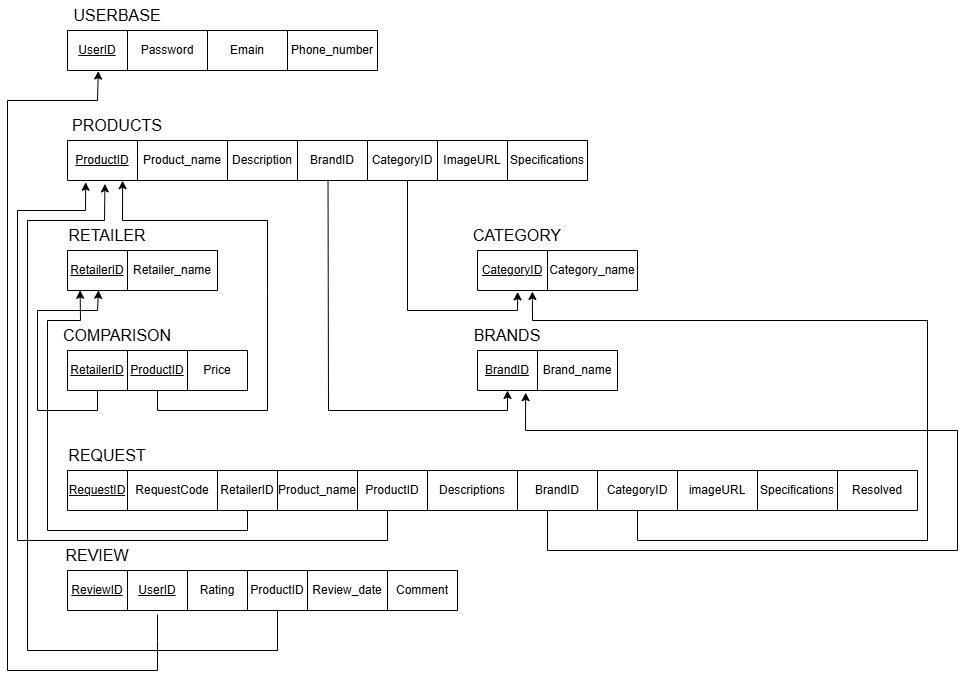 USERBASE
UserID Password Emain Phone_number
PRODUCTS
ProductID Product_name Description BrandID CategoryID ImageURL Specifications
RETAILER
RetailerID Retailer_name
CATEGORY
CategoryID Category_name
COMPARISON
RetailerID ProductID Price
BRANDS
BrandID Brand_name
REQUEST
RequestID RequestCode RetailerID Product_name ProductID Descriptions BrandID CategoryID imageURL Specifications Resolved
REVIEW
ReviewID UserID Rating ProductID Review_date Comment